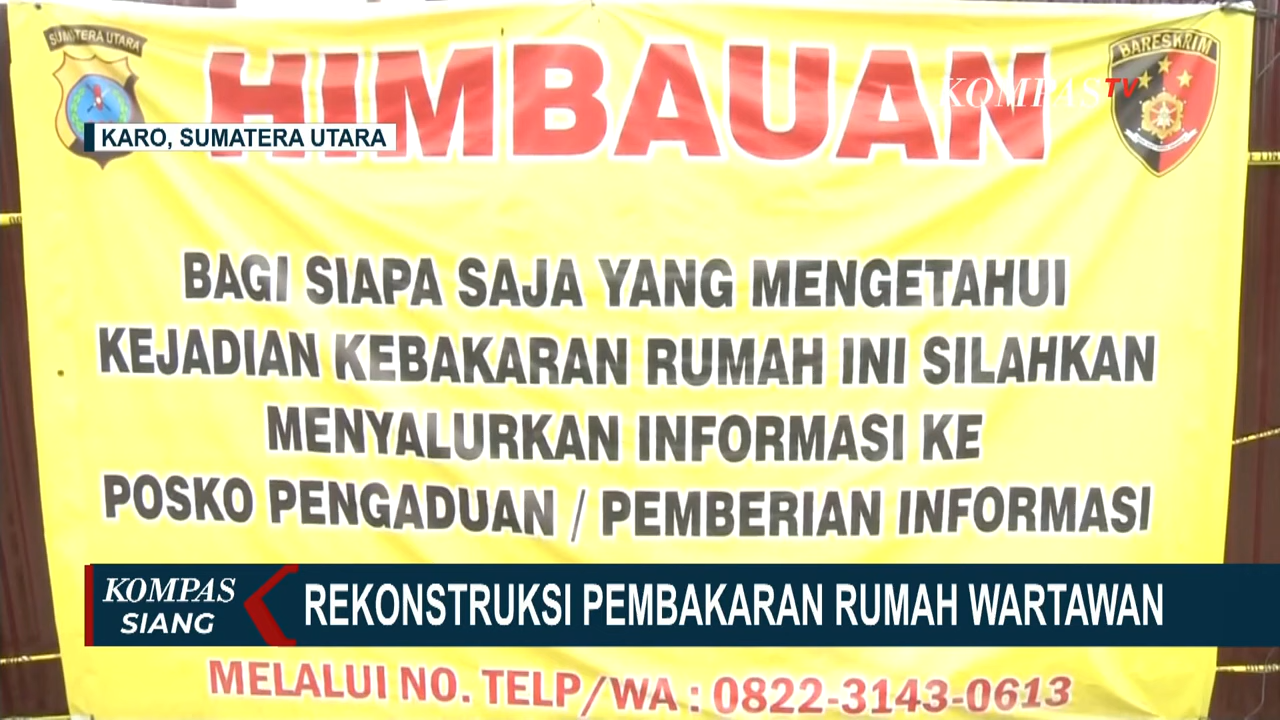 SUMATERA UTARA
BARESKRIM
HIMBAUAN
KOMPASTV
KARO, SUMATERA UTARA
BAGI SIAPA SAJA YANG MENGETAHUI
KEJADIAN KEBAKARAN RUMAH INI SILAHKAN
MENYALURKAN INFORMASI KE
POSKO PENGADUAN / PEMBERIAN INFORMASI
KOMPAS
SIANG
REKONSTRUKSI PEMBAKARAN RUMAH WARTAWAN
MELALUI NO. TELP/WA : 0822-3143-0613